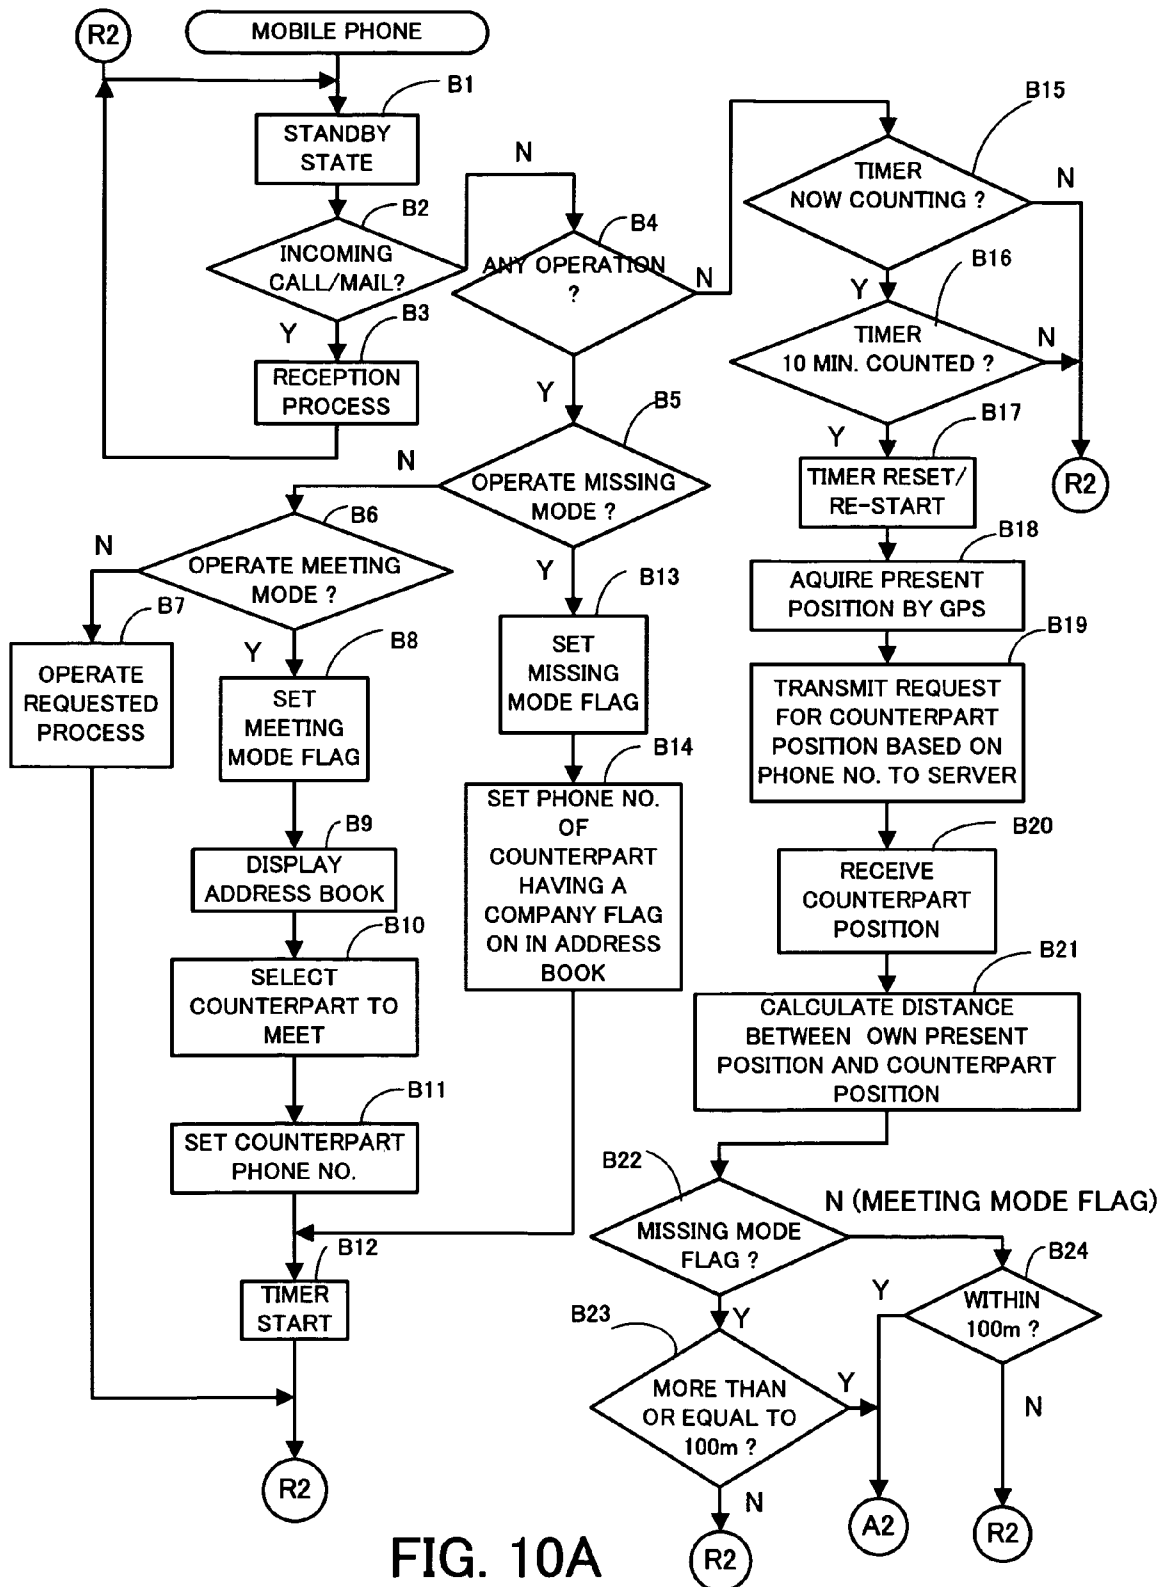 R2
MOBILE PHONE
B1
STANDBY
STATE
B2
INCOMING
CALL/MAIL?
Y
B3
RECEPTION
PROCESS
N
B4
ANY OPERATION
?
N
Y
B5
OPERATE MISSING
MODE ?
N
B6
OPERATE MEETING
MODE ?
N
B7
OPERATE
REQUESTED
PROCESS
Y
B8
SET
MEETING
MODE FLAG
B9
DISPLAY
ADDRESS BOOK
B10
SELECT
COUNTERPART TO
MEET
B11
SET COUNTERPART
PHONE NO.
B12
TIMER
START
R2
Y
B13
SET
MISSING
MODE FLAG
B14
SET PHONE NO.
OF
COUNTERPART
HAVING A
COMPANY FLAG
ON IN ADDRESS
BOOK
B15
TIMER
NOW COUNTING ?
N
Y
B16
TIMER
10 MIN. COUNTED ?
N
R2
Y
B17
TIMER RESET/
RE-START
B18
AQUIRE PRESENT
POSITION BY GPS
B19
TRANSMIT REQUEST
FOR COUNTERPART
POSITION BASED ON
PHONE NO. TO SERVER
B20
RECEIVE
COUNTERPART
POSITION
B21
CALCULATE DISTANCE
BETWEEN OWN PRESENT
POSITION AND COUNTERPART
POSITION
B22
MISSING MODE
FLAG ?
N (MEETING MODE FLAG)
B24
WITHIN
100m ?
Y
N
Y
B23
MORE THAN
OR EQUAL TO
100m ?
Y
N
R2
A2
R2
FIG. 10A